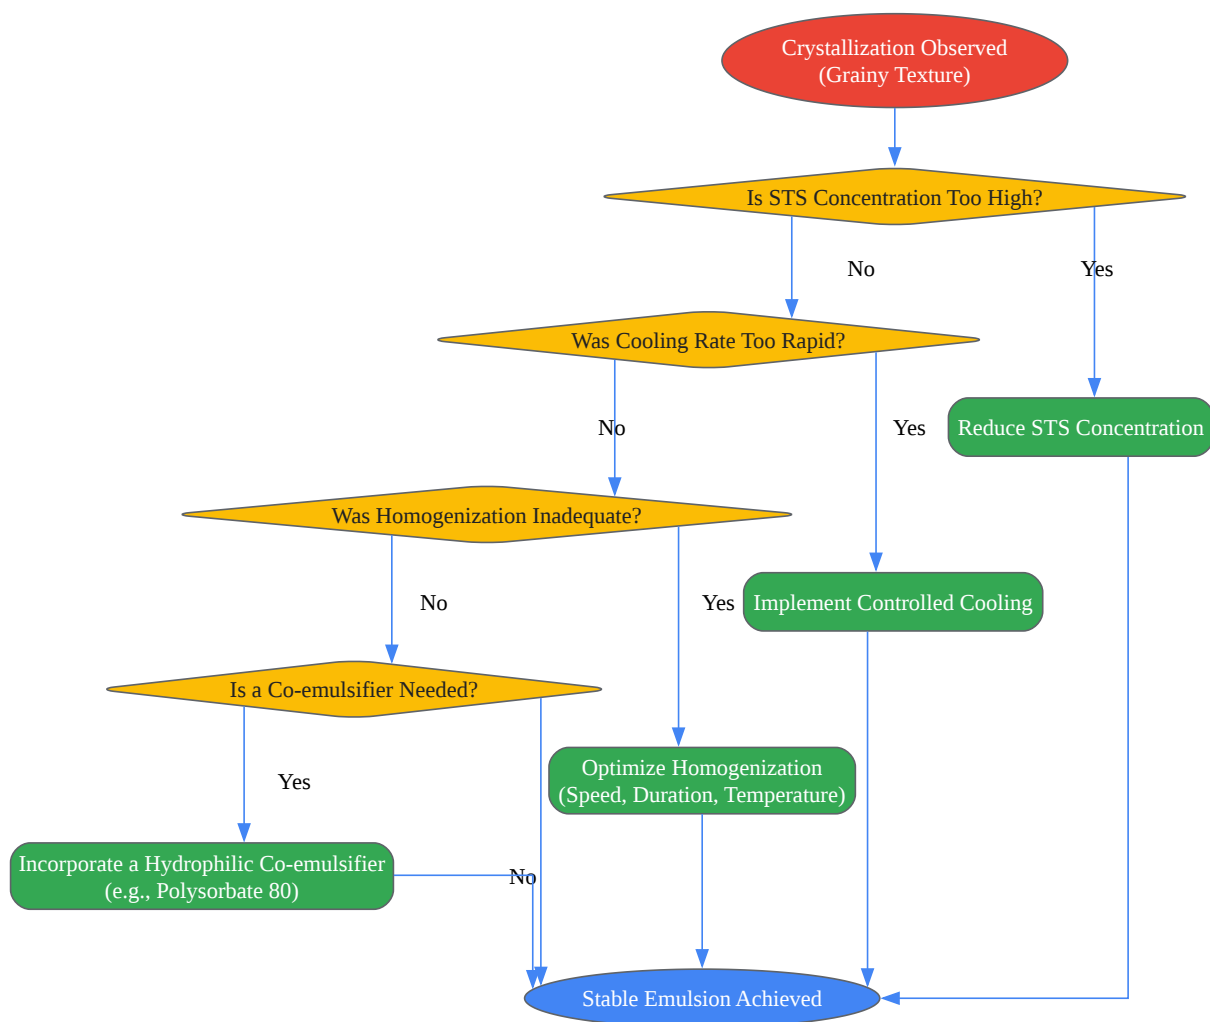 Crystallization Observed
(Grainy Texture)
Is STS Concentration Too High?
No
Yes
Was Cooling Rate Too Rapid?
No
Yes
Reduce STS Concentration
Was Homogenization Inadequate?
No
Yes
Implement Controlled Cooling
Is a Co-emulsifier Needed?
Yes
Optimize Homogenization
(Speed, Duration, Temperature)
Incorporate a Hydrophilic Co-emulsifier
(e.g., Polysorbate 80)
No
Stable Emulsion Achieved